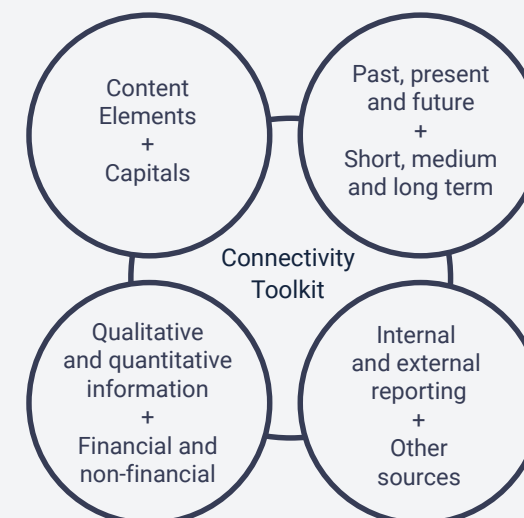 Content
Elements
+
Capitals
Past, present
and future
+
Short, medium
and long term
Connectivity
Toolkit
Qualitative
and quantitative
information
+
Financial and
non-financial
Internal
and external
reporting
+
Other
sources